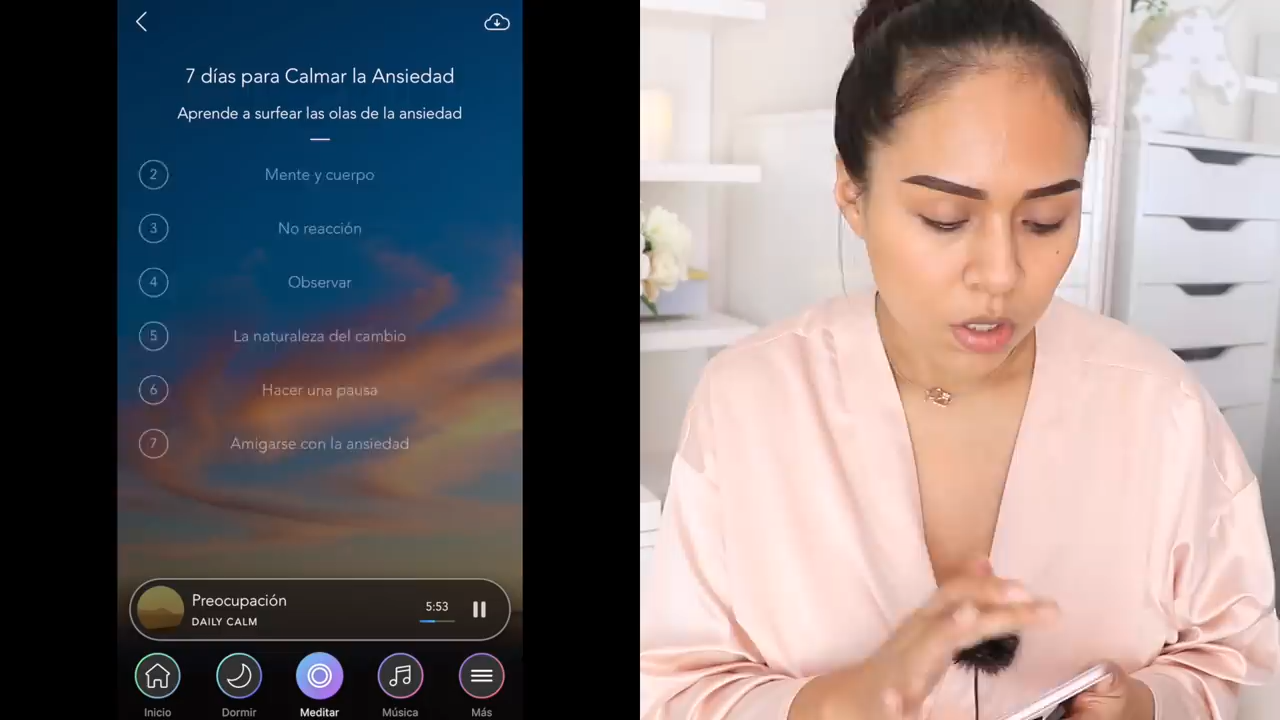 7 días para Calmar la Ansiedad
Aprende a surfear las olas de la ansiedad
2 Mente y cuerpo
3 No reacción
4 Observar
5 La naturaleza del cambio
6 Hacer una pausa
7 Amigarse con la ansiedad
Preocupación
5:53
DAILY CALM
Inicio Dormir Meditar Música Más